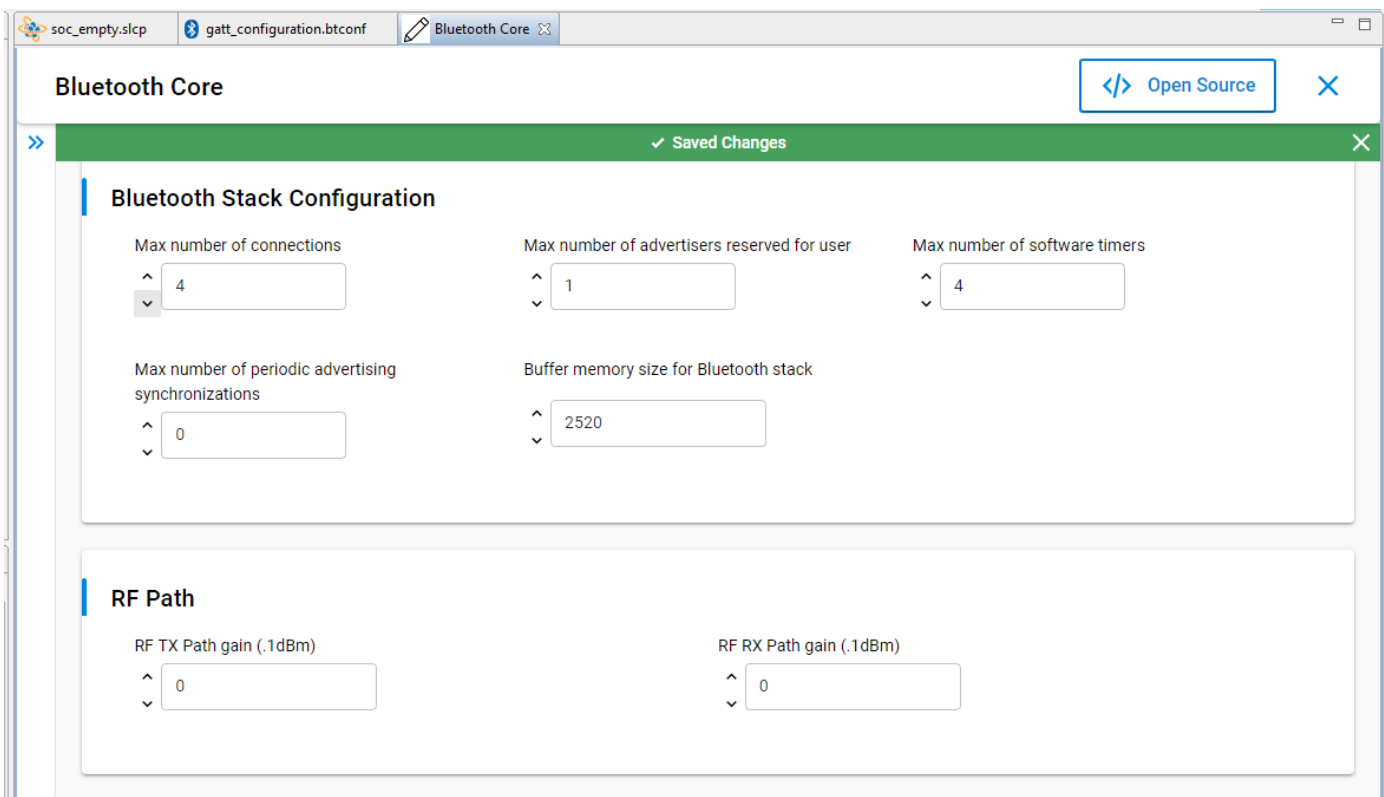 soc_empty.slcp
gatt_configuration.btconf
Bluetooth Core
Bluetooth Core
</> Open Source
Saved Changes
Bluetooth Stack Configuration
Max number of connections
4
Max number of advertisers reserved for user
1
Max number of software timers
4
Max number of periodic advertising
synchronizations
0
Buffer memory size for Bluetooth stack
2520
RF Path
RF TX Path gain (.1dBm)
0
RF RX Path gain (.1dBm)
0